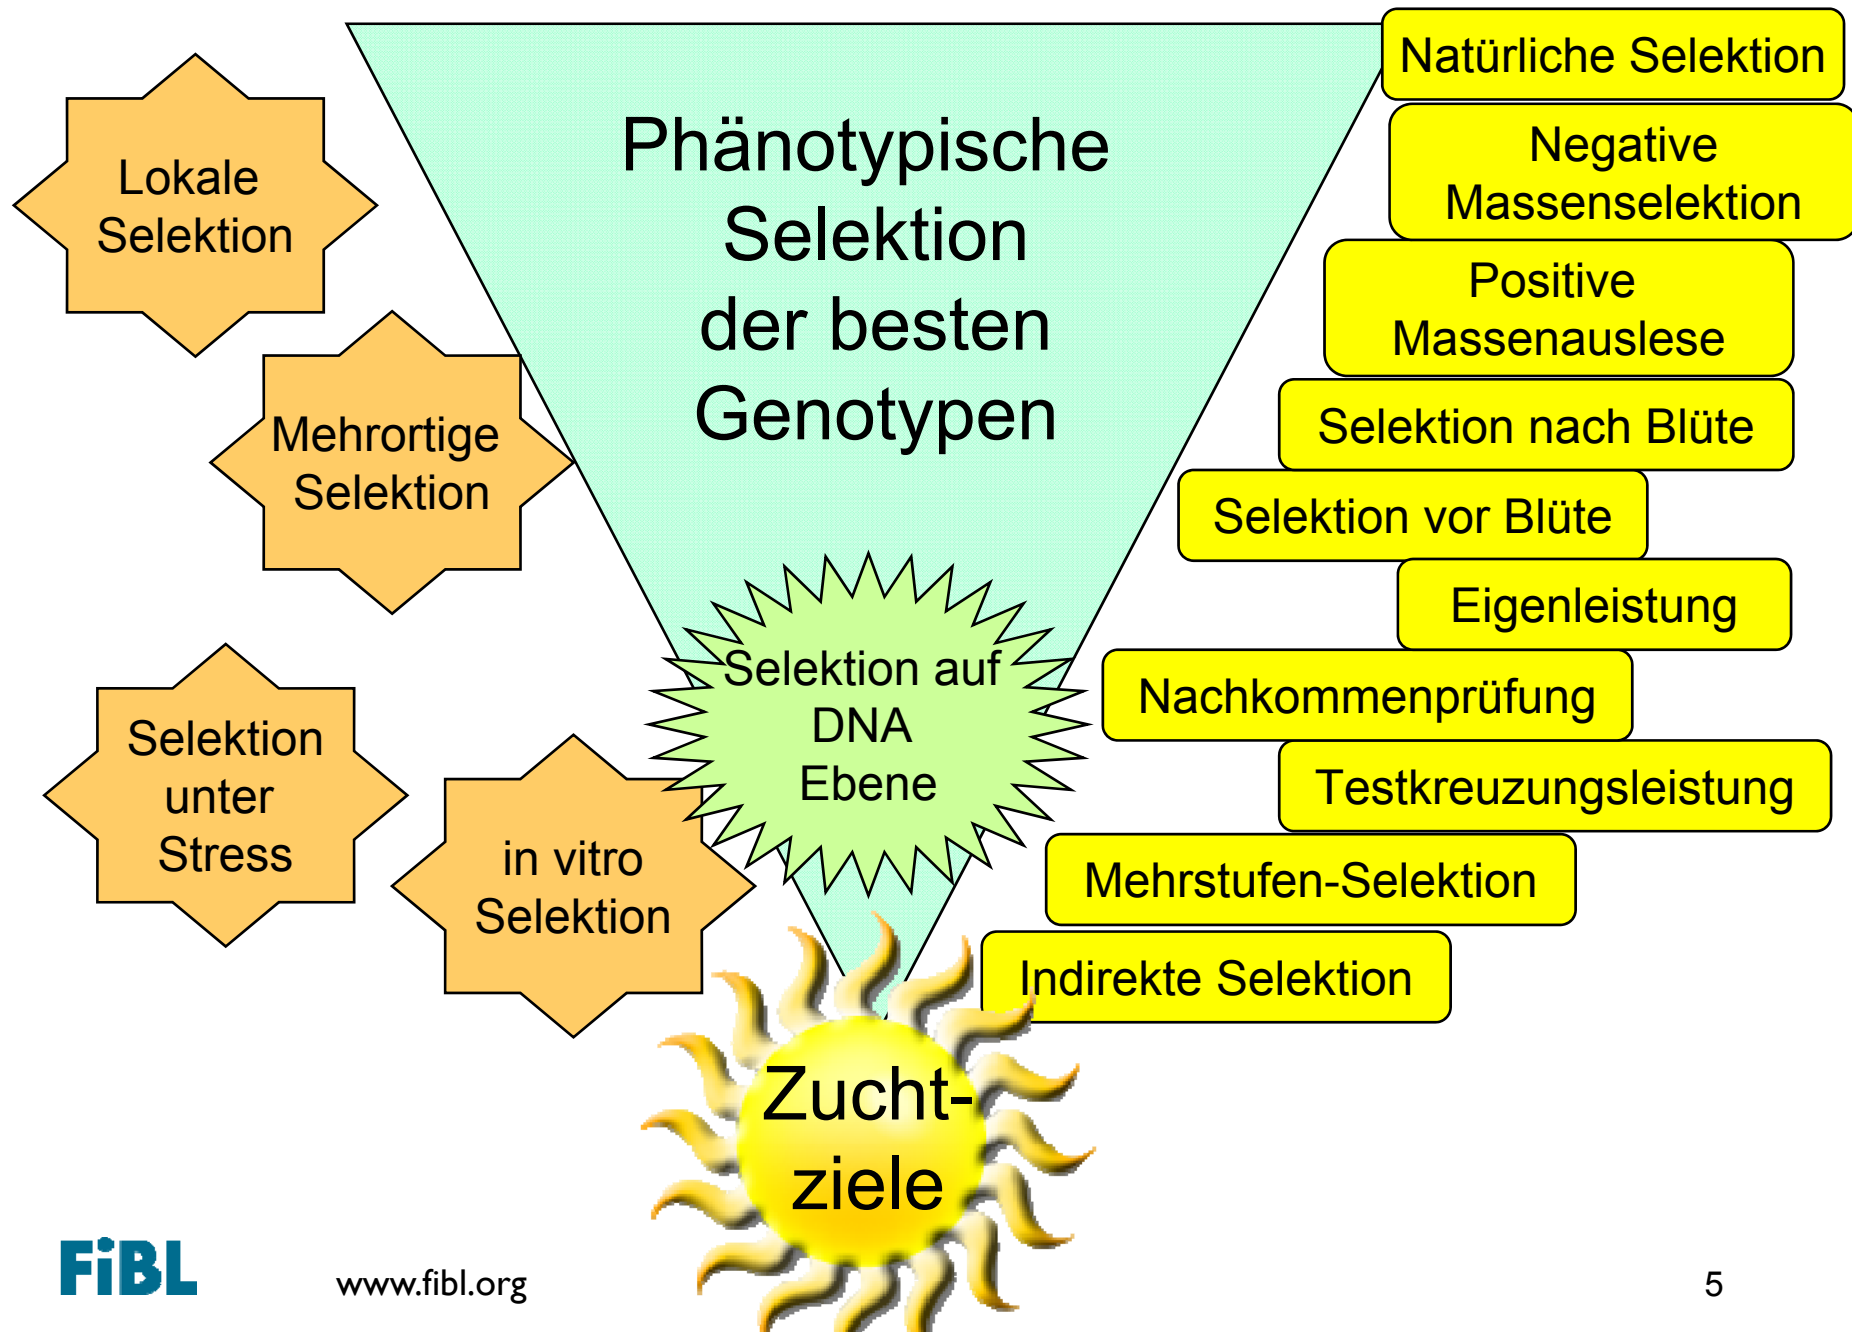 Phänotypische
Selektion
der besten
Genotypen
Lokale
Selektion
Mehrortige
Selektion
Selektion
unter
Stress
in vitro
Selektion
Selektion auf
DNA
Ebene
Natürliche Selektion
Negative
Massenselektion
Positive
Massenauslese
Selektion nach Blüte
Selektion vor Blüte
Eigenleistung
Nachkommenprüfung
Testkreuzungsleistung
Mehrstufen-Selektion
Indirekte Selektion
Zucht-
ziele
FiBL
www.fibl.org
5